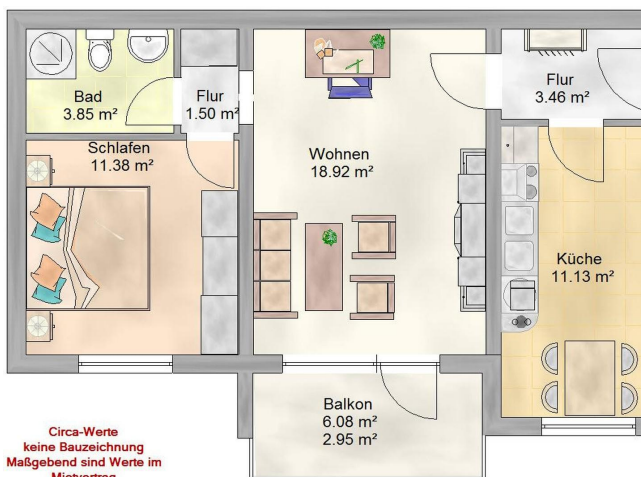 Bad
3.85 m²
Flur
1.50 m²
Flur
3.46 m²
Schlafen
11.38 m²
Wohnen
18.92 m²
Küche
11.13 m²
Balkon
6.08 m²
2.95 m²
Circa-Werte
keine Bauzeichnung
Maßgebend sind Werte im
Mietvertrag